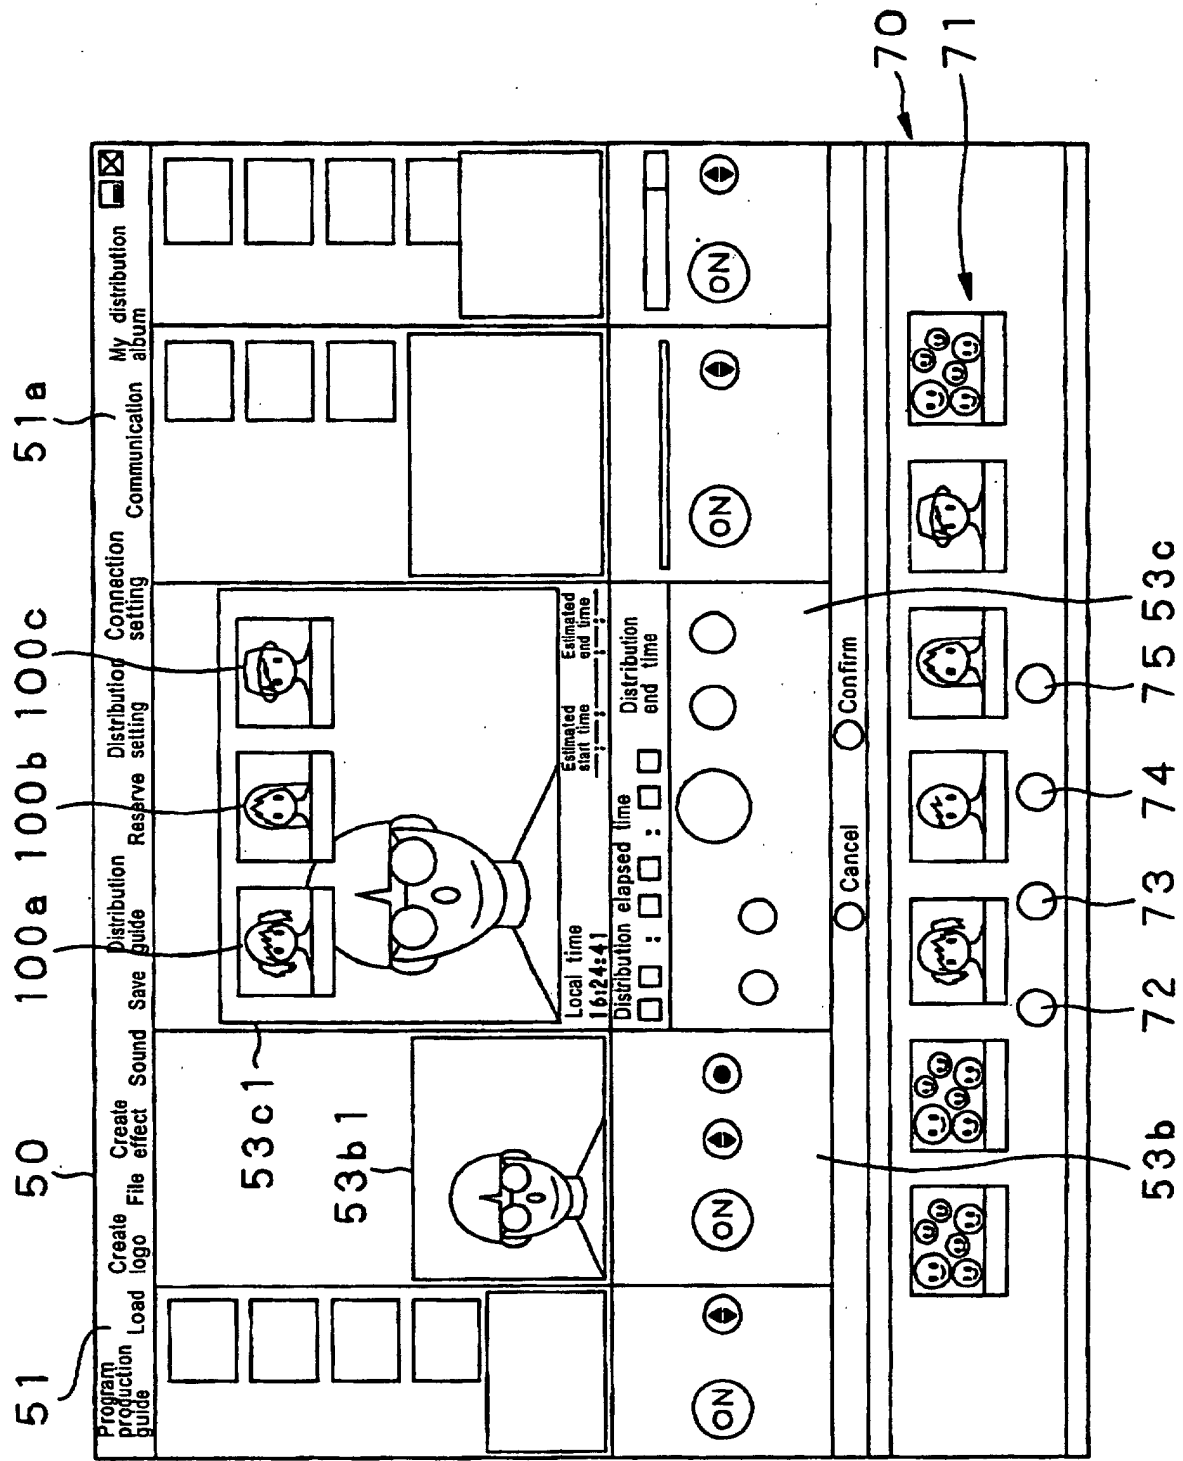 50
51
51a
Program
production
guide
Load
Create
logo
File
Create
effect
Sound
Save
Distribution
guide
Reserve
Distribution
setting
Connection
setting
Communication
My distribution
album
100a
100b
100c
53c1
53b1
Local time
16:24:41
Estimated
start time
--:--:--
Estimated
end time
--:--:--
Distribution elapsed time
□□:□□:□□
Distribution
end time
ON
ON
ON
ON
Cancel
Confirm
70
71
53b
72
73
74
75
53c